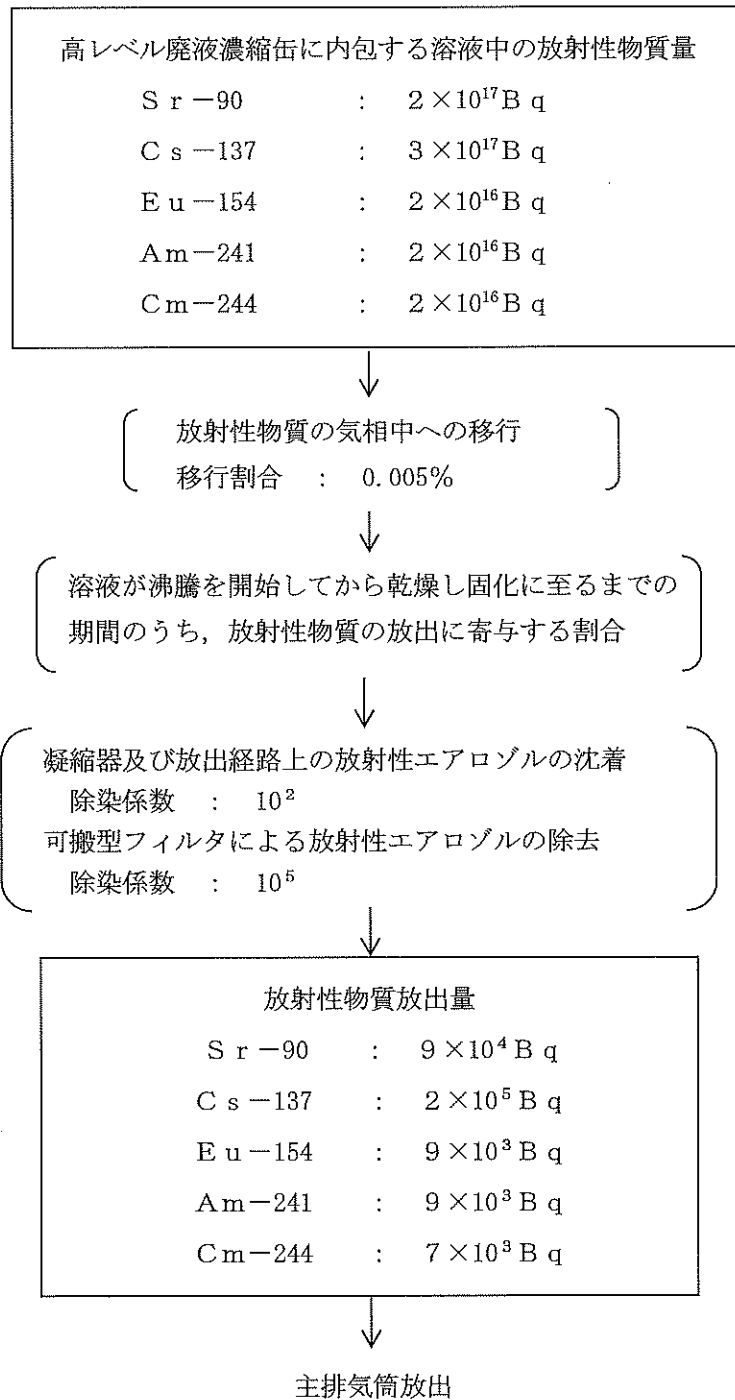 高レベル廃液濃縮缶に内包する溶液中の放射性物質量
Ｓｒ－90 ： 2×10¹⁷Ｂｑ
Ｃｓ－137 ： 3×10¹⁷Ｂｑ
Ｅｕ－154 ： 2×10¹⁶Ｂｑ
Ａｍ－241 ： 2×10¹⁶Ｂｑ
Ｃｍ－244 ： 2×10¹⁶Ｂｑ
放射性物質の気相中への移行
移行割合 ： 0.005％
溶液が沸騰を開始してから乾燥し固化に至るまでの
期間のうち，放射性物質の放出に寄与する割合
凝縮器及び放出経路上の放射性エアロゾルの沈着
除染係数 ： 10²
可搬型フィルタによる放射性エアロゾルの除去
除染係数 ： 10⁵
放射性物質放出量
Ｓｒ－90 ： 9×10⁴Ｂｑ
Ｃｓ－137 ： 2×10⁵Ｂｑ
Ｅｕ－154 ： 9×10³Ｂｑ
Ａｍ－241 ： 9×10³Ｂｑ
Ｃｍ－244 ： 7×10³Ｂｑ
主排気筒放出